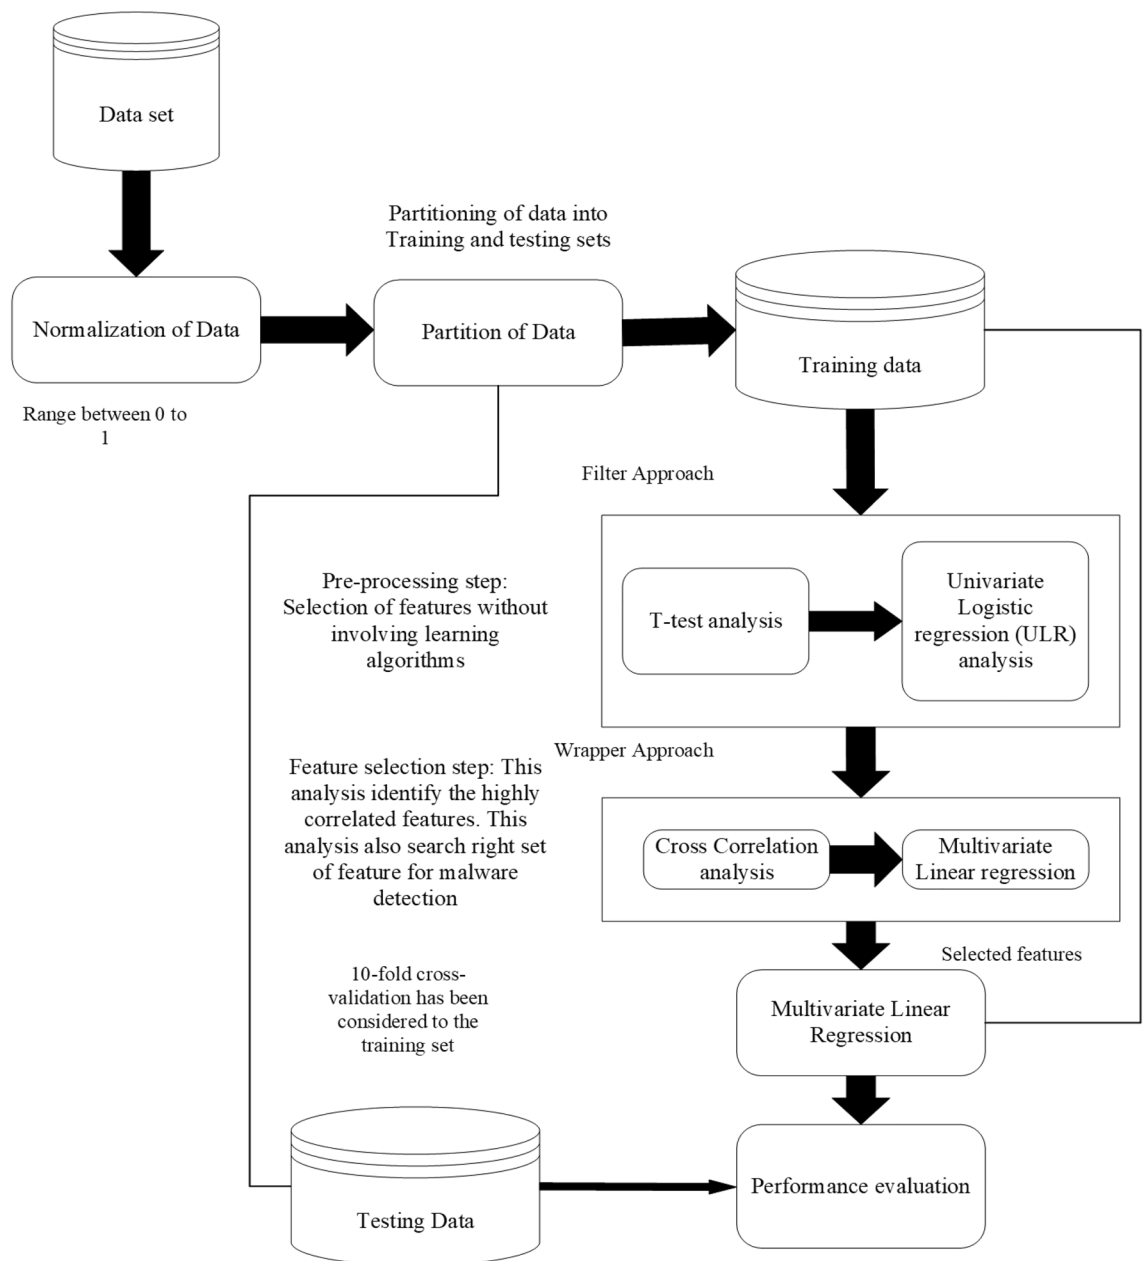 Data set
Partitioning of data into
Training and testing sets
Normalization of Data
Partition of Data
Training data
Range between 0 to
1
Filter Approach
Pre-processing step:
Selection of features without
involving learning
algorithms
T-test analysis
Univariate
Logistic
regression (ULR)
analysis
Wrapper Approach
Feature selection step: This
analysis identify the highly
correlated features. This
analysis also search right set
of feature for malware
detection
Cross Correlation
analysis
Multivariate
Linear regression
Selected features
10-fold cross-
validation has been
considered to the
training set
Multivariate Linear
Regression
Testing Data
Performance evaluation